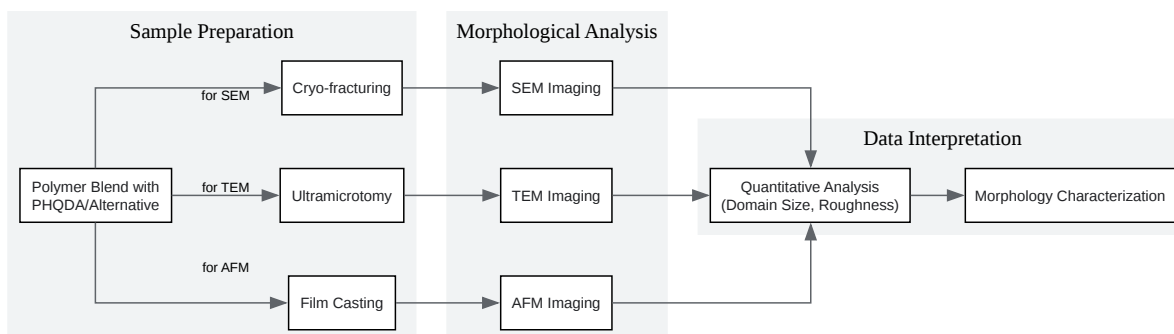 Sample Preparation
Morphological Analysis
Cryo-fracturing
SEM Imaging
for SEM
Data Interpretation
Polymer Blend with
PHQDA/Alternative
for TEM
Ultramicrotomy
TEM Imaging
Quantitative Analysis
(Domain Size, Roughness)
Morphology Characterization
for AFM
Film Casting
AFM Imaging